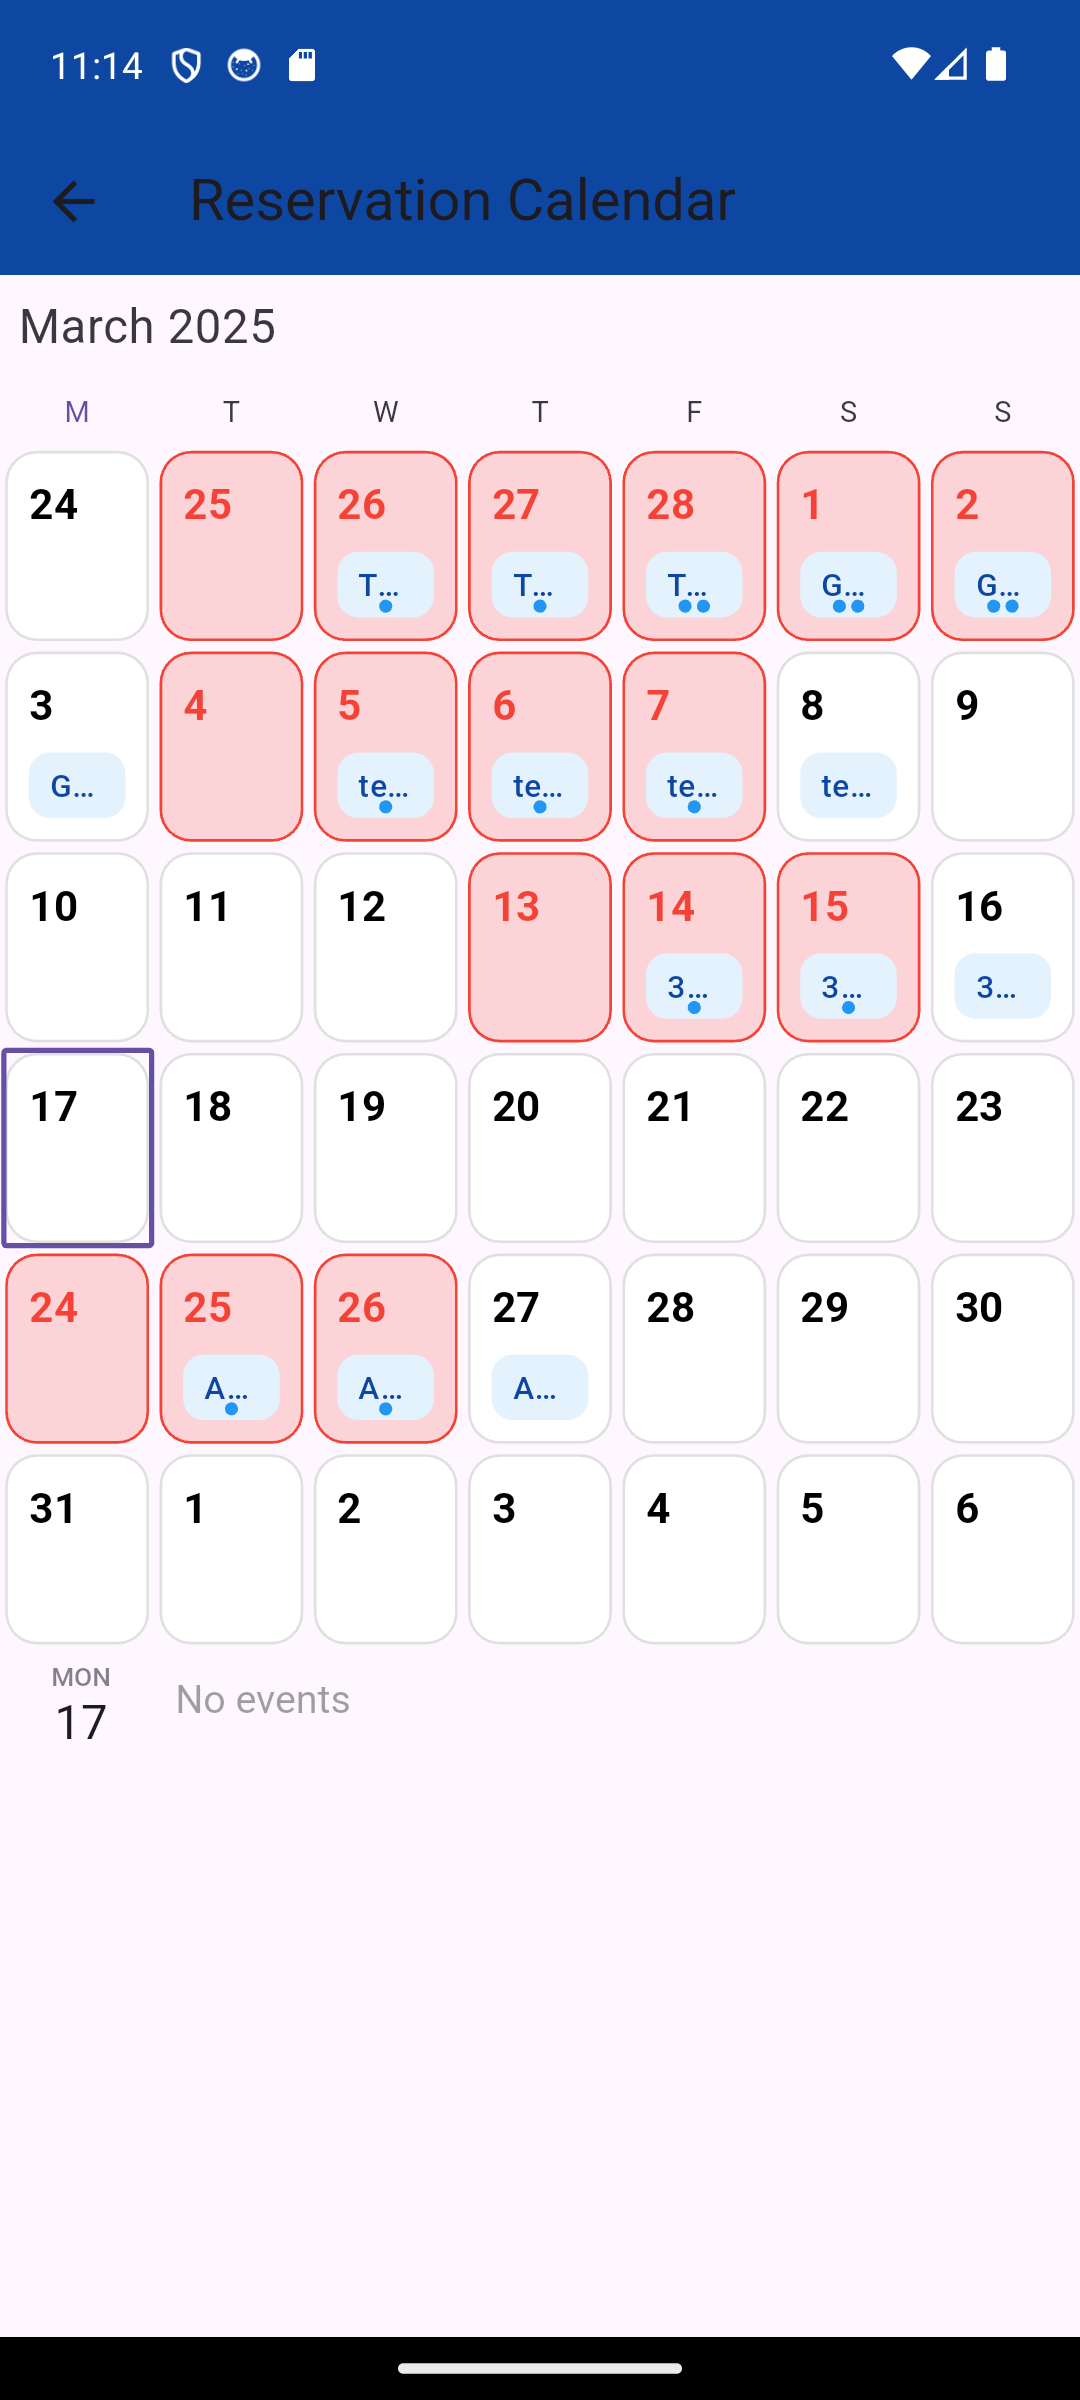 11:14
Reservation Calendar
March 2025
M T W T F S S
24 25 26 27 28 1 2
T... T... T... G... G...
3 4 5 6 7 8 9
G... te... te... te... te...
10 11 12 13 14 15 16
3... 3... 3...
17 18 19 20 21 22 23
24 25 26 27 28 29 30
A... A... A...
31 1 2 3 4 5 6
MON
17
No events